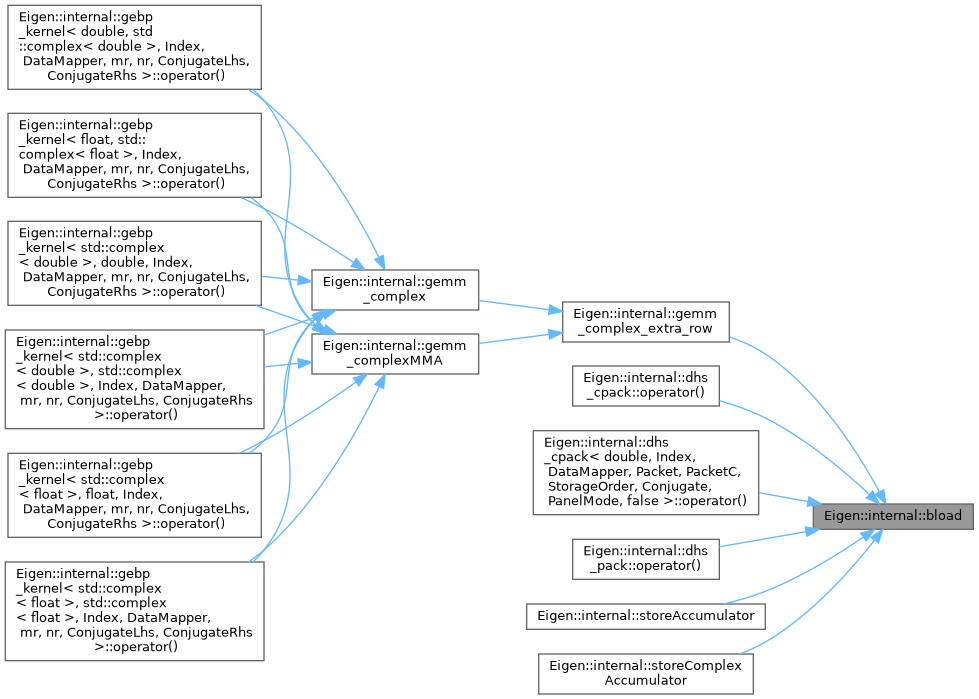 Eigen::internal::gebp
_kernel< double, std
::complex< double >, Index,
DataMapper, mr, nr, ConjugateLhs,
ConjugateRhs >::operator()
Eigen::internal::gebp
_kernel< float, std::
complex< float >, Index,
DataMapper, mr, nr, ConjugateLhs,
ConjugateRhs >::operator()
Eigen::internal::gebp
_kernel< std::complex
< double >, double, Index,
DataMapper, mr, nr, ConjugateLhs,
ConjugateRhs >::operator()
Eigen::internal::gebp
_kernel< std::complex
< double >, std::complex
< double >, Index, DataMapper,
mr, nr, ConjugateLhs, ConjugateRhs
>::operator()
Eigen::internal::gebp
_kernel< std::complex
< float >, float, Index,
DataMapper, mr, nr, ConjugateLhs,
ConjugateRhs >::operator()
Eigen::internal::gebp
_kernel< std::complex
< float >, std::complex
< float >, Index, DataMapper,
mr, nr, ConjugateLhs, ConjugateRhs
>::operator()
Eigen::internal::gemm
_complex
Eigen::internal::gemm
_complexMMA
Eigen::internal::gemm
_complex_extra_row
Eigen::internal::dhs
_cpack::operator()
Eigen::internal::dhs
_cpack< double, Index,
DataMapper, Packet, PacketC,
StorageOrder, Conjugate,
PanelMode, false >::operator()
Eigen::internal::dhs
_pack::operator()
Eigen::internal::storeAccumulator
Eigen::internal::storeComplex
Accumulator
Eigen::internal::bload